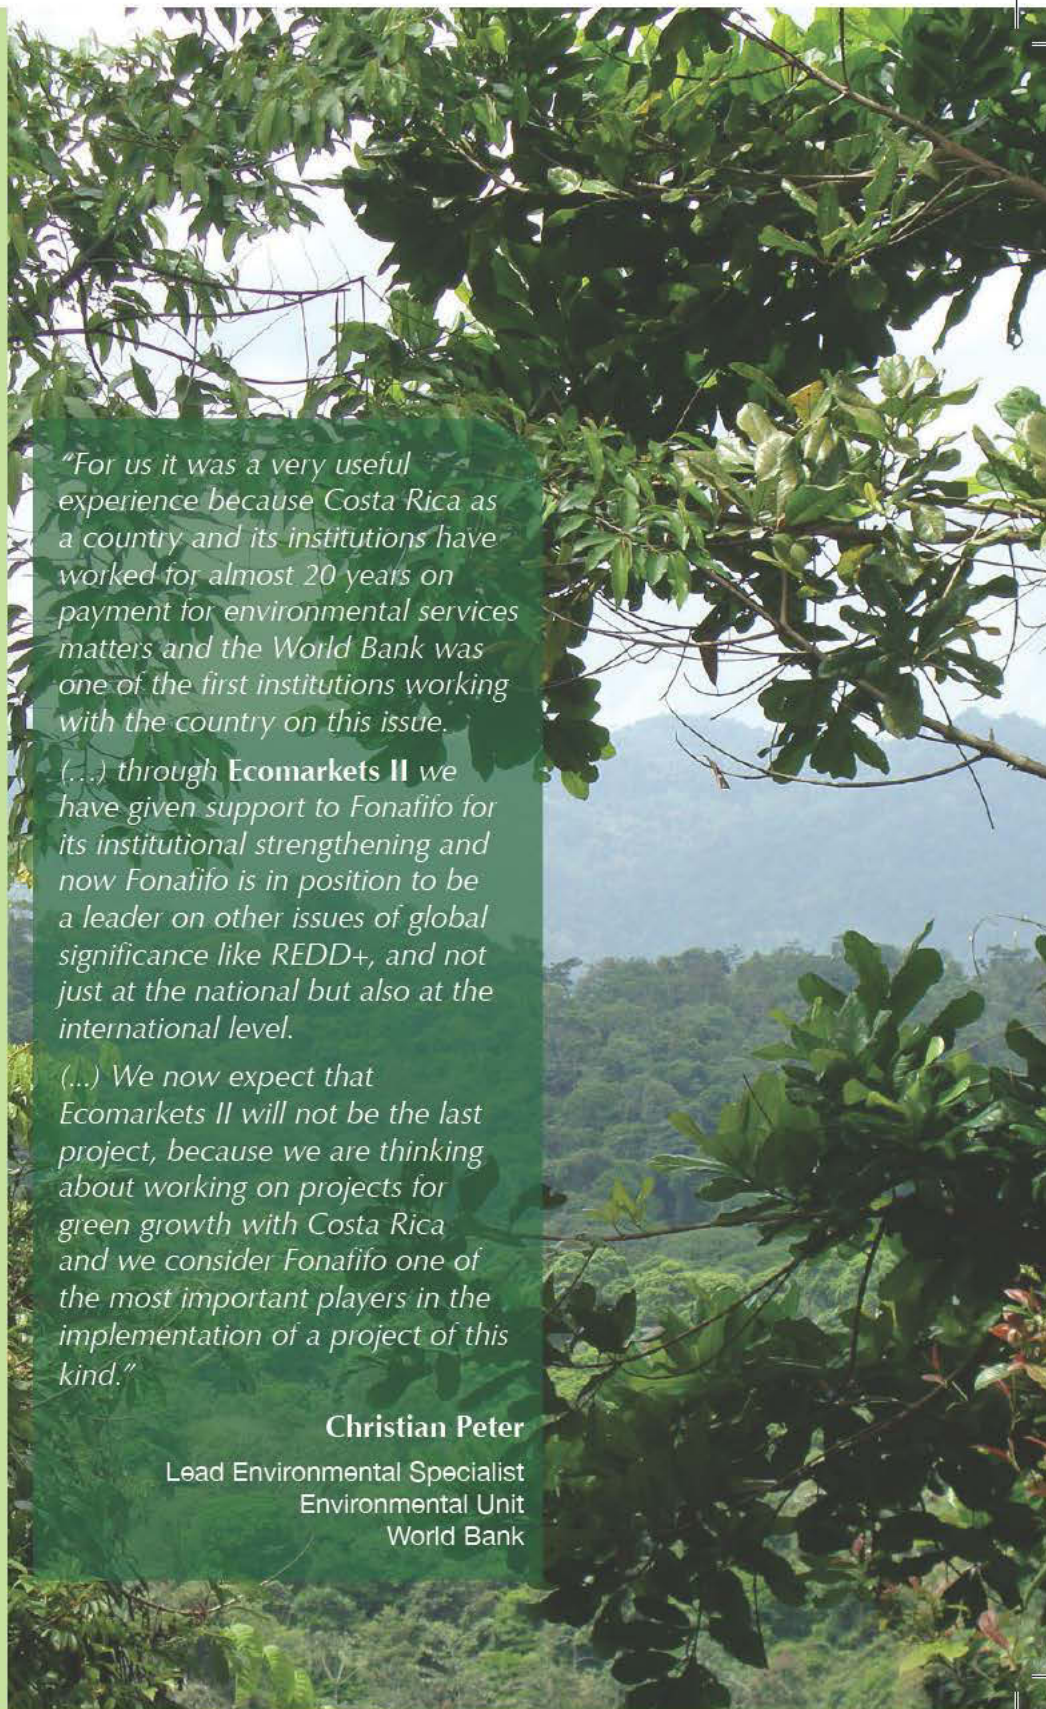 “For us it was a very useful
experience because Costa Rica as
a country and its institutions have
worked for almost 20 years on
payment for environmental services
matters and the World Bank was
one of the first institutions working
with the country on this issue.
(…) through Ecomarkets II we
have given support to Fonafifo for
its institutional strengthening and
now Fonafifo is in position to be
a leader on other issues of global
significance like REDD+, and not
just at the national but also at the
international level.
(...) We now expect that
Ecomarkets II will not be the last
project, because we are thinking
about working on projects for
green growth with Costa Rica
and we consider Fonafifo one of
the most important players in the
implementation of a project of this
kind.”
Christian Peter
Lead Environmental Specialist
Environmental Unit
World Bank